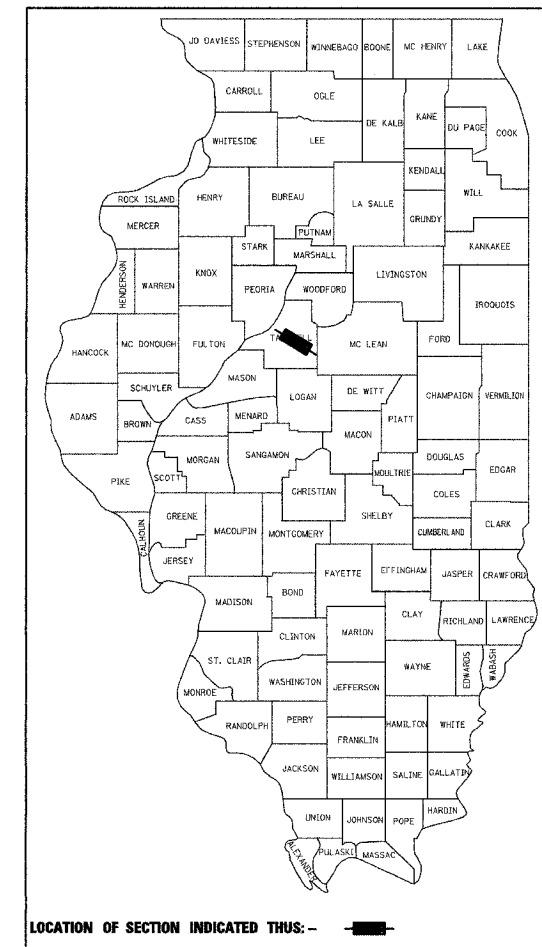 JO DAVIESS STEPHENSON WINNEBAGO BOONE MC HENRY LAKE
CARROLL OGLE
DE KALB KANE DU PAGE COOK
WHITESIDE LEE
KENDALL WILL
ROCK ISLAND HENRY BUREAU LA SALLE GRUNDY
MERCER PUTNAM
STARK MARSHALL KANKAKEE
HENDERSON WARREN KNOX PEORIA WOODFORD LIVINGSTON IROQUOIS
HANCOCK MC DONOUGH FULTON MC LEAN FORD
MASON
SCHUYLER LOGAN DE WITT CHAMPAIGN VERMILION
ADAMS BROWN CASS MENARD PIATT
MACON
MORGAN SANGAMON DOUGLAS
PIKE SCOTT MOULTRIE EDGAR
CHRISTIAN COLES
GREENE MACOUPIN SHELBY
CALHOUN MONTGOMERY CUMBERLAND CLARK
JERSEY FAYETTE EFFINGHAM JASPER CRAWFORD
MADISON BOND
CLAY RICHLAND LAWRENCE
CLINTON MARION
ST. CLAIR WAYNE EDWARDS WABASH
WASHINGTON JEFFERSON
MONROE
RANDOLPH PERRY HAMILTON WHITE
FRANKLIN
JACKSON WILLIAMSON SALINE GALLATIN
HARDIN
UNION JOHNSON POPE
ALEXANDER PULASKI MASSAC
LOCATION OF SECTION INDICATED THUS:-